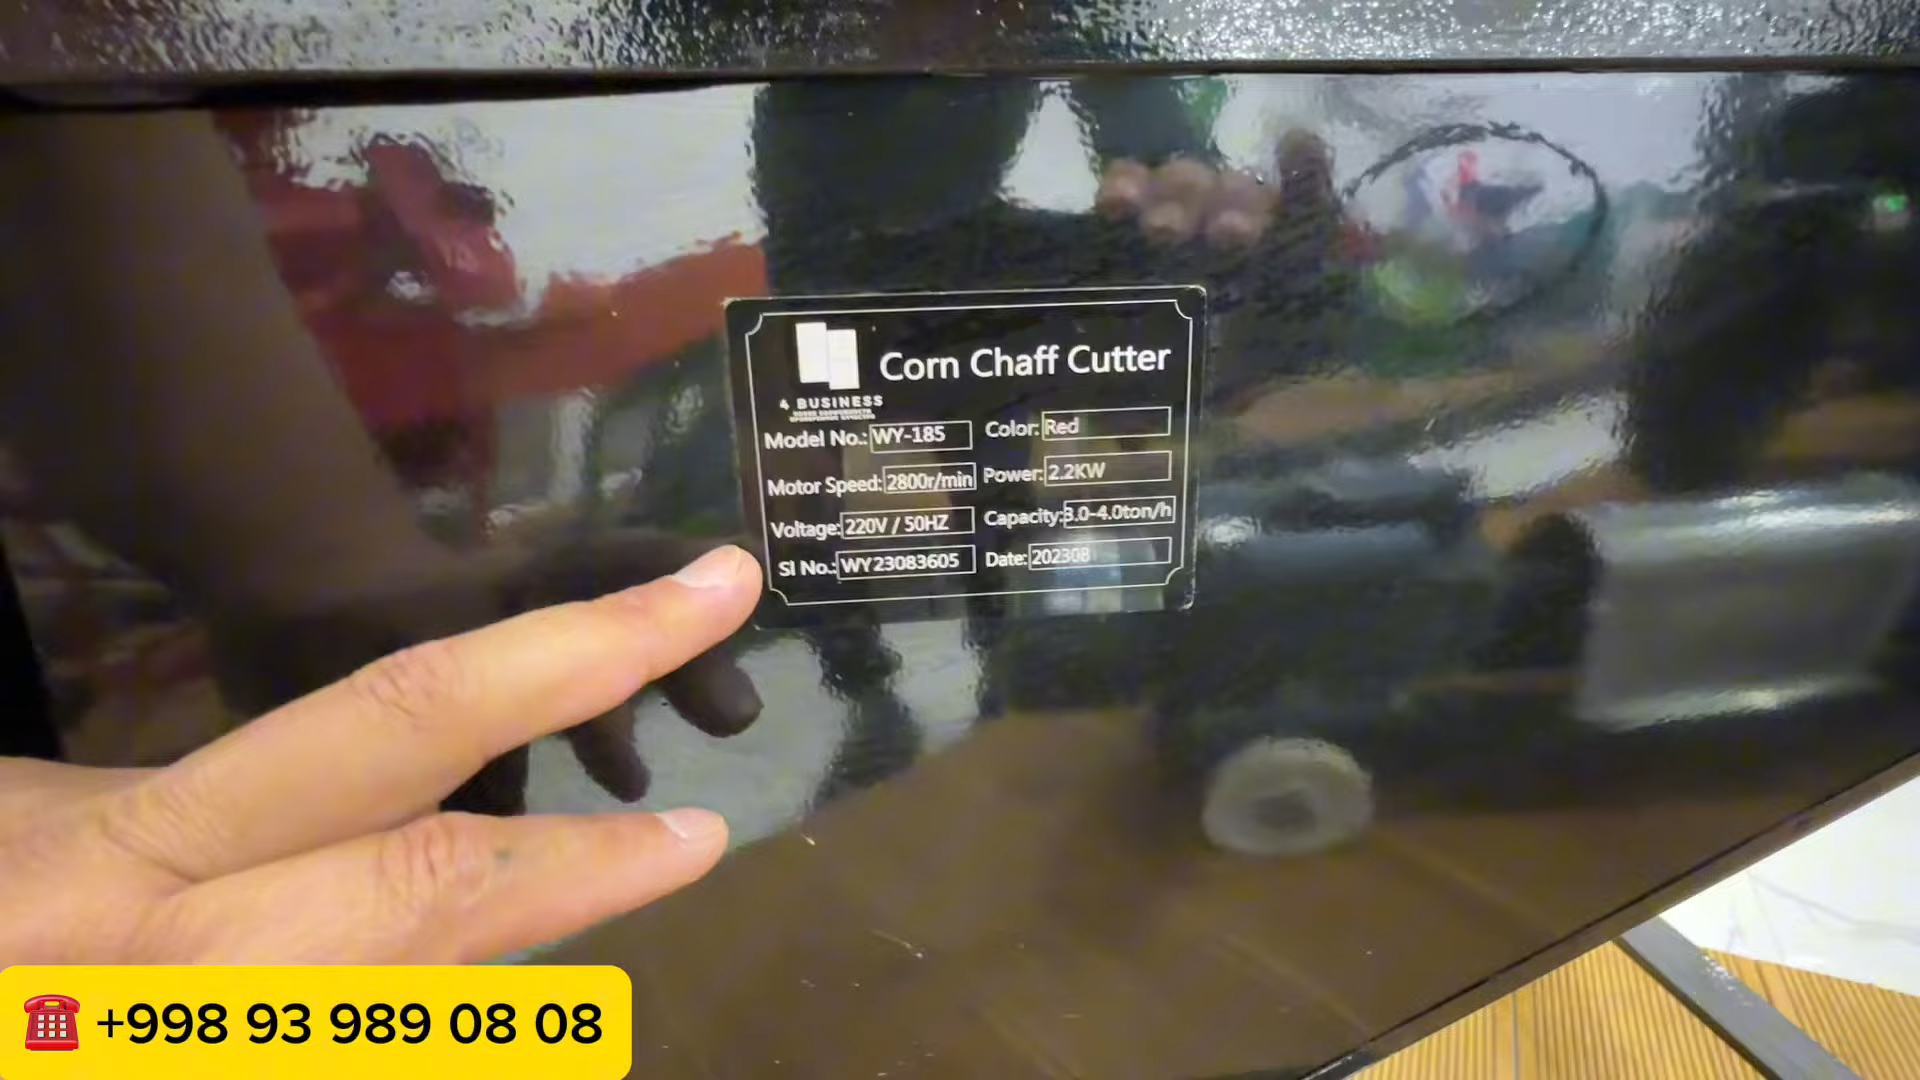 Corn Chaff Cutter
4 BUSINESS
Model No.: WY-185 Color: Red
Motor Speed: 2800r/min Power: 2.2KW
Voltage: 220V / 50HZ Capacity: 3.0-4.0ton/h
SI No.: WY23083605 Date: 202308
+998 93 989 08 08